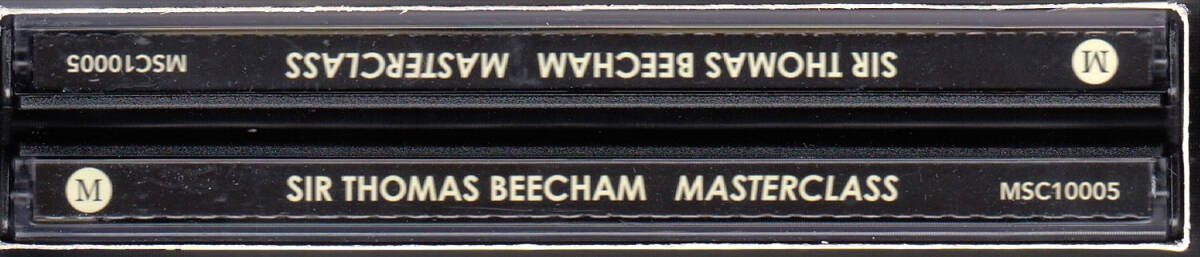 SIR THOMAS BEECHAM MASTERCLASS MSC10005
M
M SIR THOMAS BEECHAM MASTERCLASS MSC10005